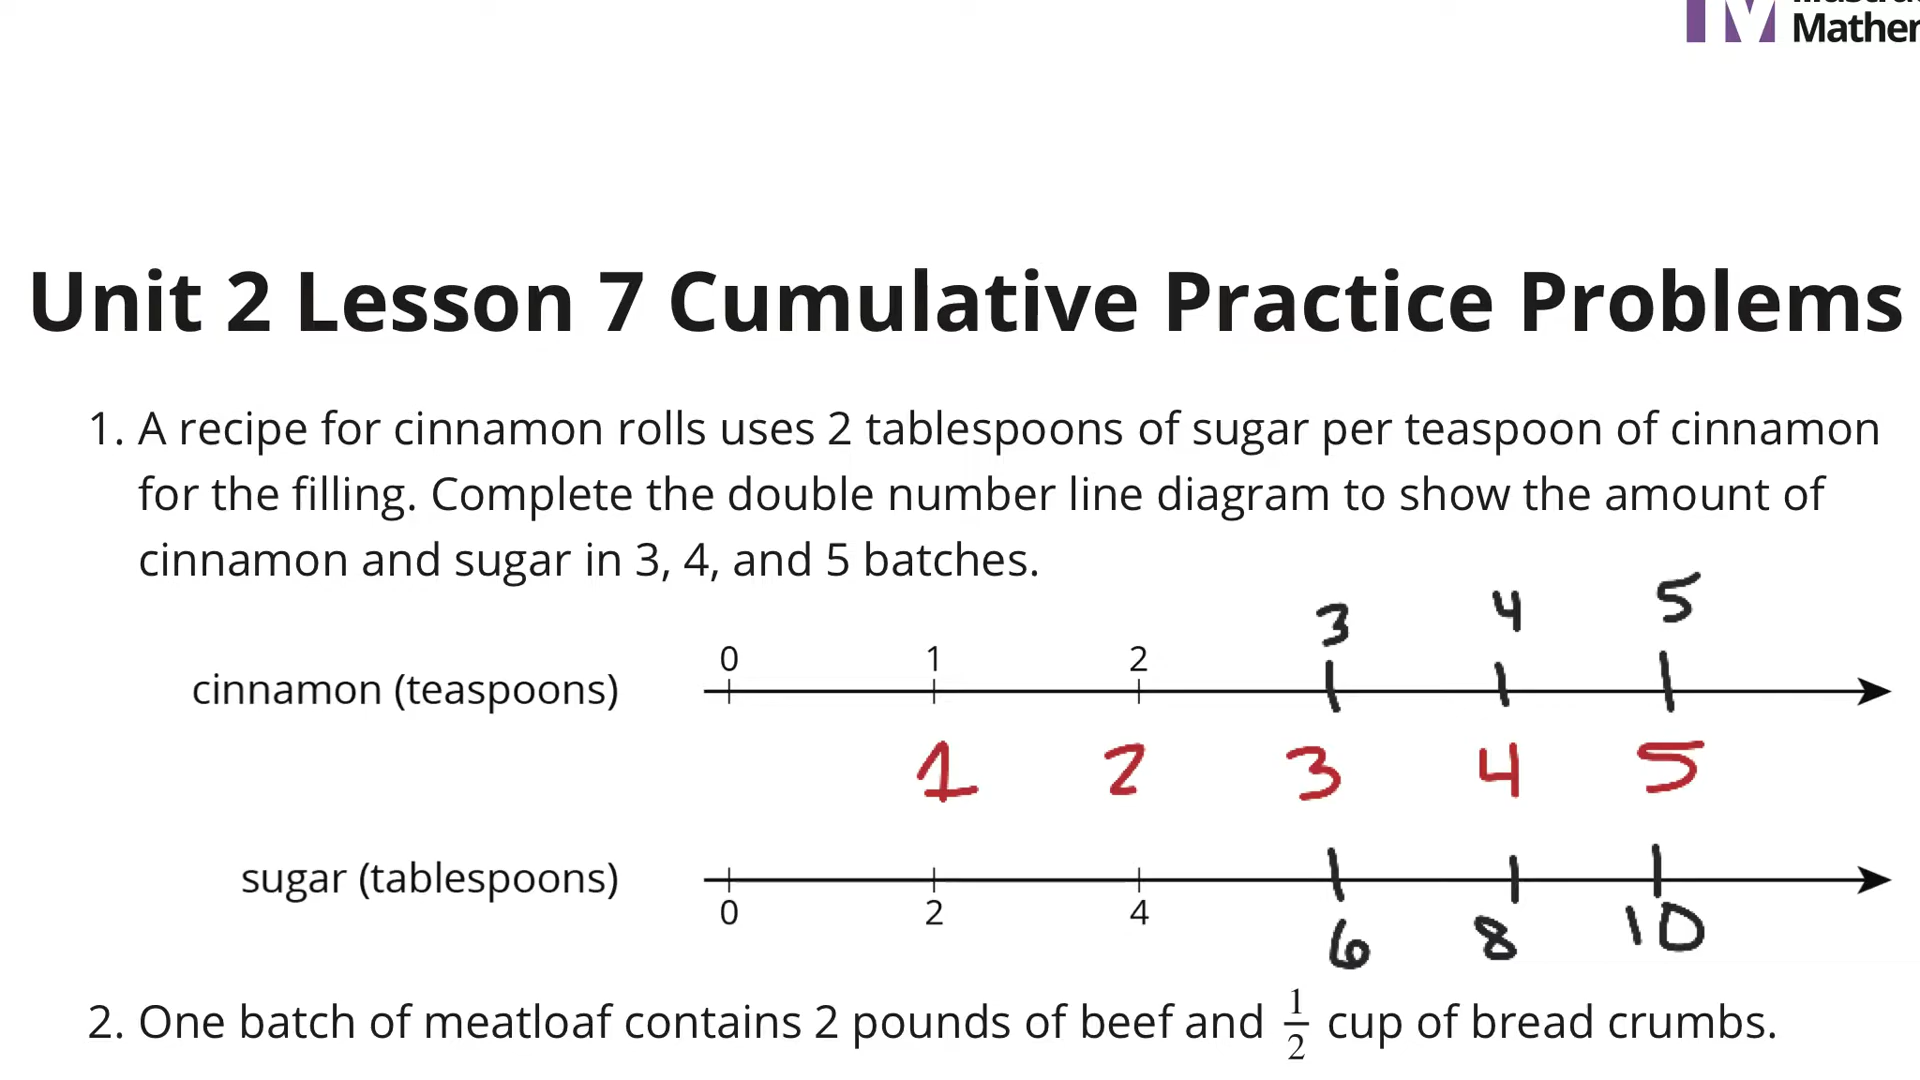 Mather
Unit 2 Lesson 7 Cumulative Practice Problems
1. A recipe for cinnamon rolls uses 2 tablespoons of sugar per teaspoon of cinnamon
for the filling. Complete the double number line diagram to show the amount of
cinnamon and sugar in 3, 4, and 5 batches.
0 1 2 3 4 5
cinnamon (teaspoons)
1 2 3 4 5
sugar (tablespoons)
0 2 4 6 8 10
2. One batch of meatloaf contains 2 pounds of beef and 1/2 cup of bread crumbs.